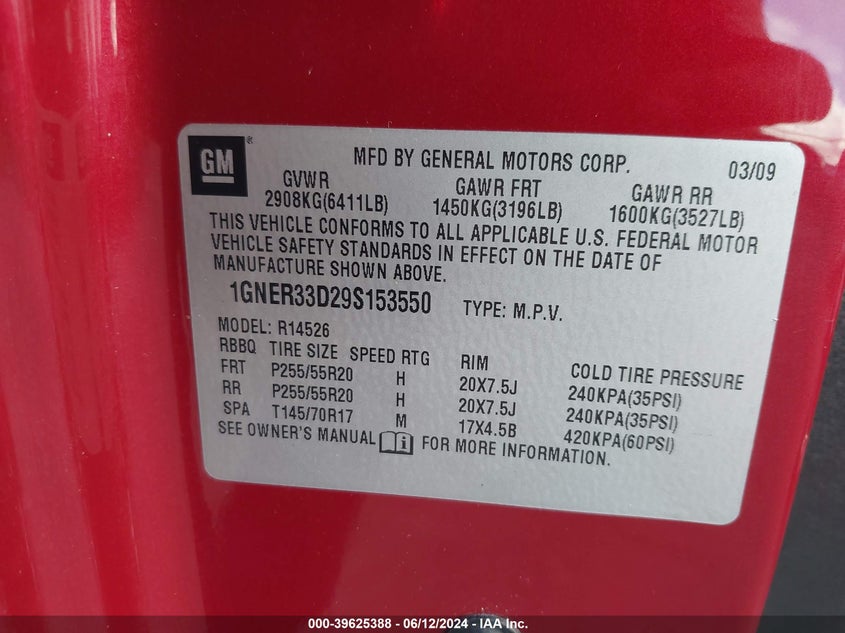 GM ®
MFD BY GENERAL MOTORS CORP. 03/09
GVWR GAWR FRT GAWR RR
2908KG(6411LB) 1450KG(3196LB) 1600KG(3527LB)
THIS VEHICLE CONFORMS TO ALL APPLICABLE U.S. FEDERAL MOTOR
VEHICLE SAFETY STANDARDS IN EFFECT ON THE DATE OF
MANUFACTURE SHOWN ABOVE.
1GNER33D29S153550 TYPE: M.P.V.
MODEL: R14526
RBBQ TIRE SIZE SPEED RTG RIM COLD TIRE PRESSURE
FRT P255/55R20 H 20X7.5J 240KPA(35PSI)
RR P255/55R20 H 20X7.5J 240KPA(35PSI)
SPA T145/70R17 M 17X4.5B 420KPA(60PSI)
SEE OWNER'S MANUAL i FOR MORE INFORMATION.
000-39625388 - 06/12/2024 - IAA Inc.